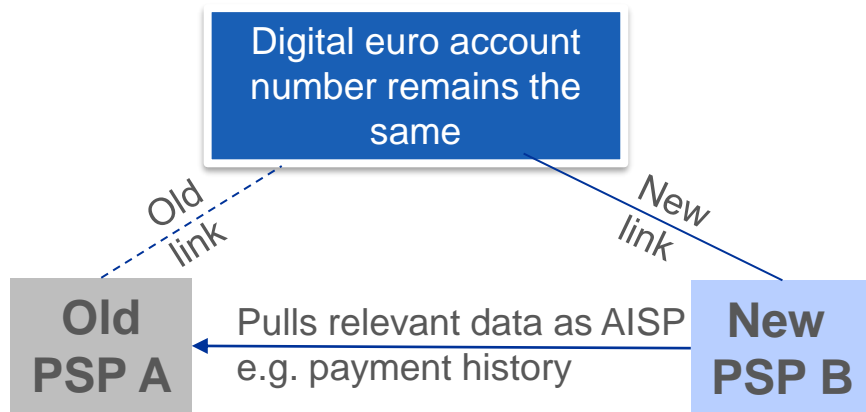 Digital euro account
number remains the
same
Old
link
New
link
Old
PSP A
Pulls relevant data as AISP
e.g. payment history
New
PSP B